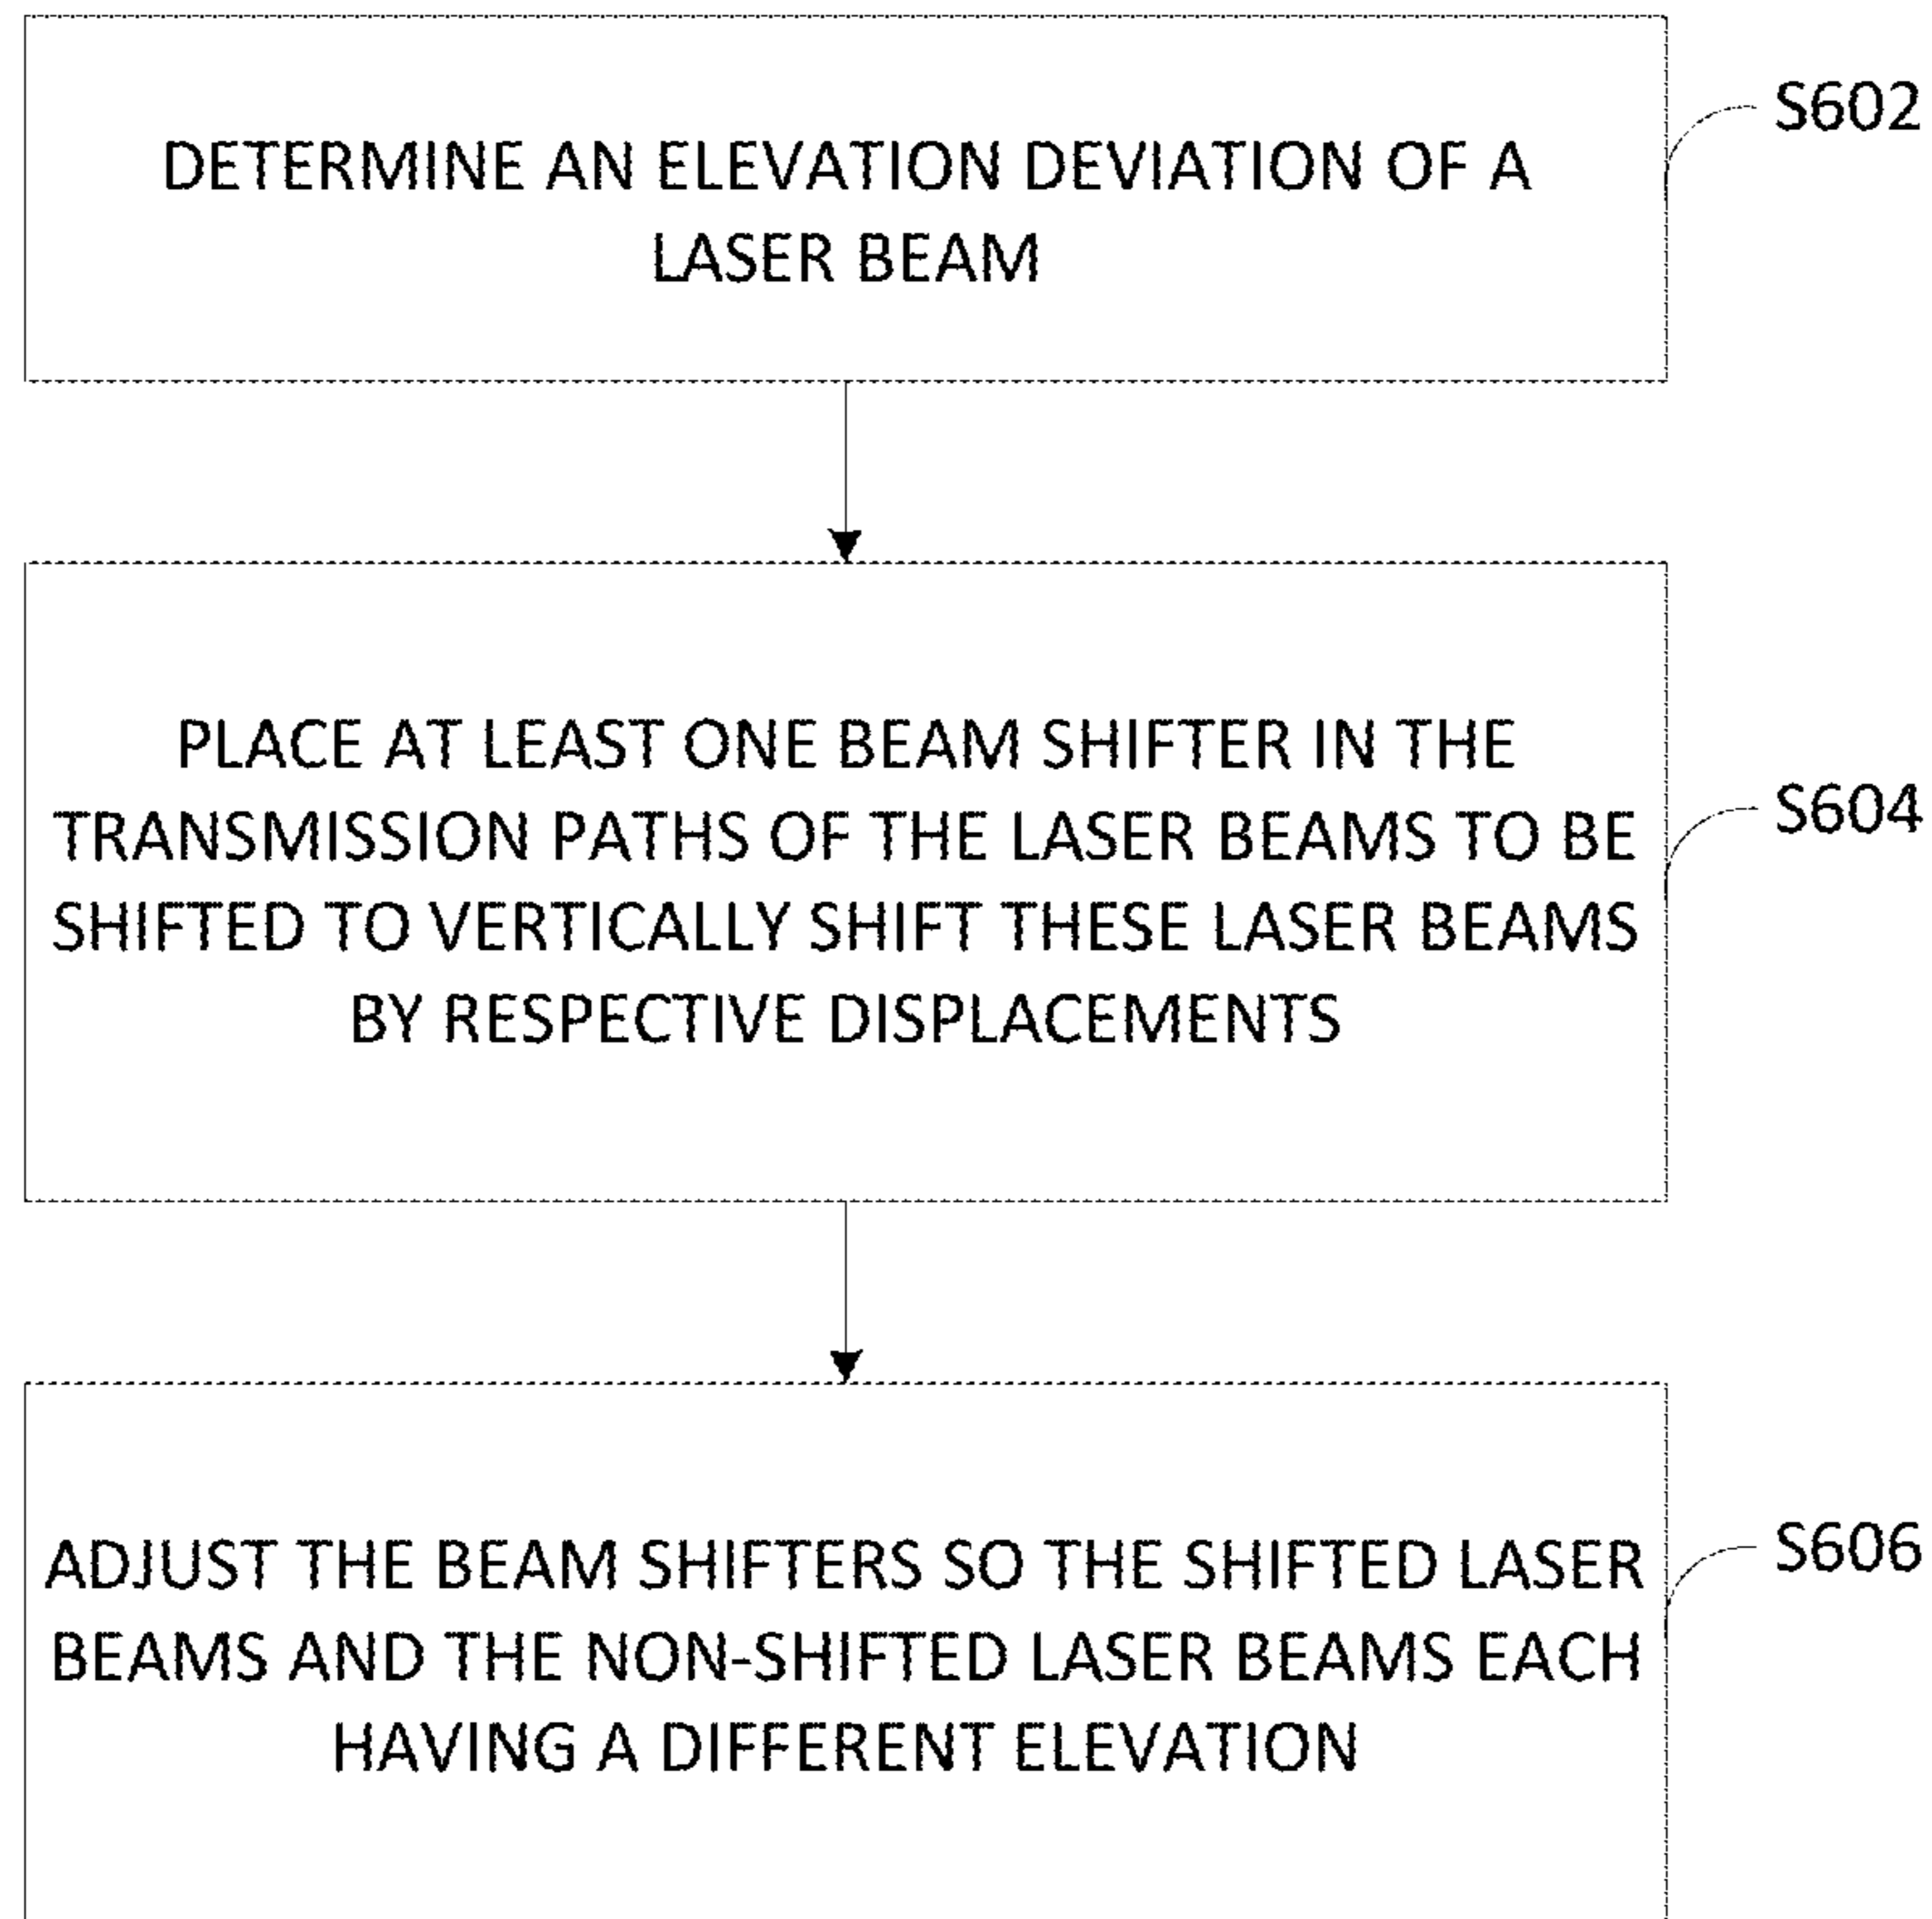 S602
DETERMINE AN ELEVATION DEVIATION OF A
LASER BEAM
PLACE AT LEAST ONE BEAM SHIFTER IN THE
TRANSMISSION PATHS OF THE LASER BEAMS TO BE
SHIFTED TO VERTICALLY SHIFT THESE LASER BEAMS
BY RESPECTIVE DISPLACEMENTS
S604
ADJUST THE BEAM SHIFTERS SO THE SHIFTED LASER
BEAMS AND THE NON-SHIFTED LASER BEAMS EACH
HAVING A DIFFERENT ELEVATION
S606